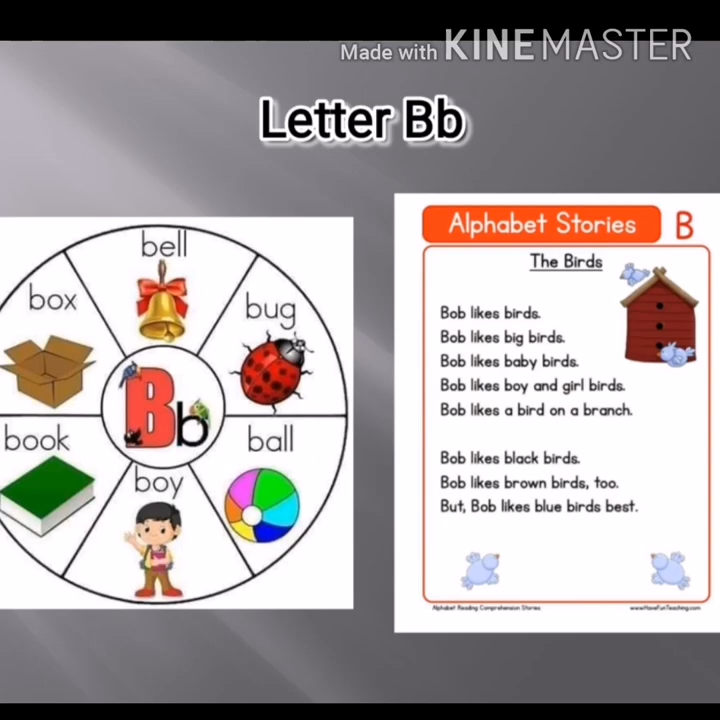 Made with KINEMASTER
Letter Bb
bell
box
bug
Bb
book
ball
boy
Alphabet Stories B
The Birds
Bob likes birds.
Bob likes big birds.
Bob likes baby birds.
Bob likes boy and girl birds.
Bob likes a bird on a branch.
Bob likes black birds.
Bob likes brown birds, too.
But, Bob likes blue birds best.
Alphabet Reading Comprehension Stories
www.HaveFunTeaching.com